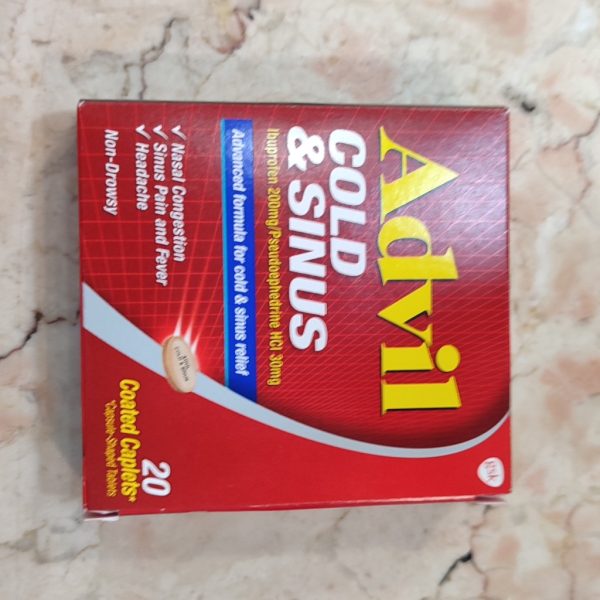 Advil
COLD
& SINUS
Ibuprofen 200mg/Pseudoephedrine HCl 30mg
Advanced formula for cold & sinus relief
✓ Nasal Congestion
✓ Sinus Pain and Fever
✓ Headache
Non-Drowsy
20
Coated Caplets*
*Capsule-Shaped Tablets
gsk